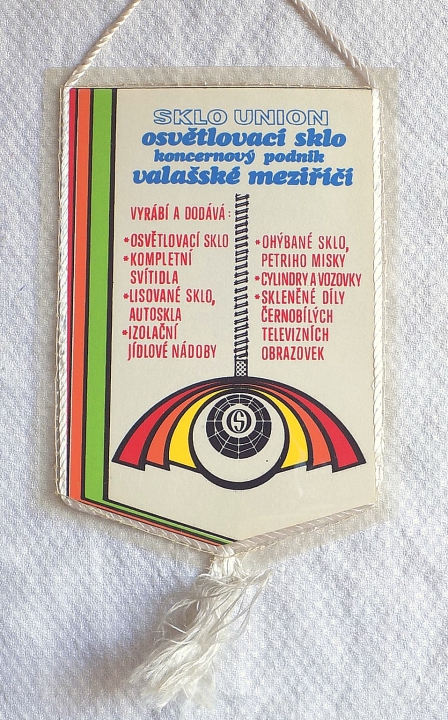 SKLO UNION
osvětlovací sklo
koncernový podnik
valašské meziříčí
VYRÁBÍ A DODÁVÁ:
*OSVĚTLOVACÍ SKLO
*KOMPLETNÍ
SVÍTIDLA
*LISOVANÉ SKLO,
AUTOSKLA
*IZOLAČNÍ
JÍDLOVÉ NÁDOBY
*OHÝBANÉ SKLO,
PETRIHO MISKY
*CYLINDRY A VOZOVKY
*SKLENĚNÉ DÍLY
ČERNOBÍLÝCH
TELEVIZNÍCH
OBRAZOVEK